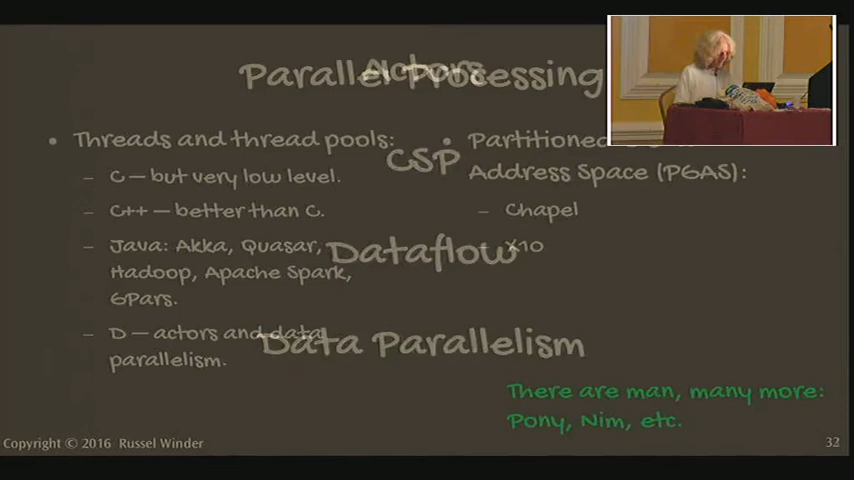 Parallel Processing
Actors
Threads and thread pools:
C — but very low level.
C++ — better than C.
Java: Akka, Quasar,
Hadoop, Apache Spark,
GPars.
D — actors and data
parallelism.
CSP
Dataflow
Data Parallelism
Partitioned
Address Space (PGAS):
Chapel
X10
There are man, many more:
Pony, Nim, etc.
Copyright © 2016 Russel Winder
32